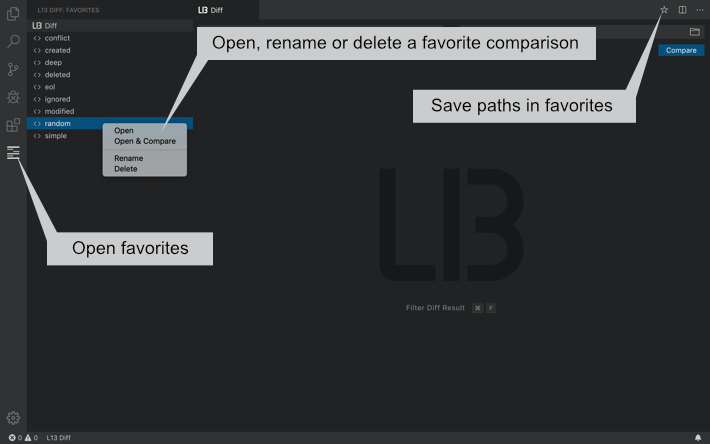 L13 DIFF: FAVORITES
L13 Diff
L13 Diff
conflict
created
deep
deleted
eol
ignored
modified
random
simple
Open
Open & Compare
Rename
Delete
Open, rename or delete a favorite comparison
Compare
Save paths in favorites
Open favorites
L13
Filter Diff Result ⌘ F
0 0 L13 Diff